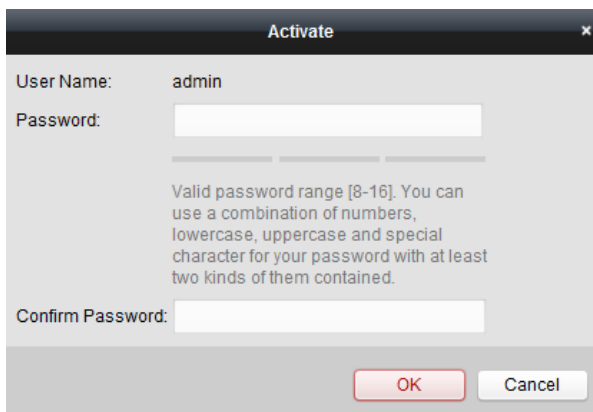 Activate
×
User Name: admin
Password:
Valid password range [8-16]. You can
use a combination of numbers,
lowercase, uppercase and special
character for your password with at least
two kinds of them contained.
Confirm Password:
OK Cancel